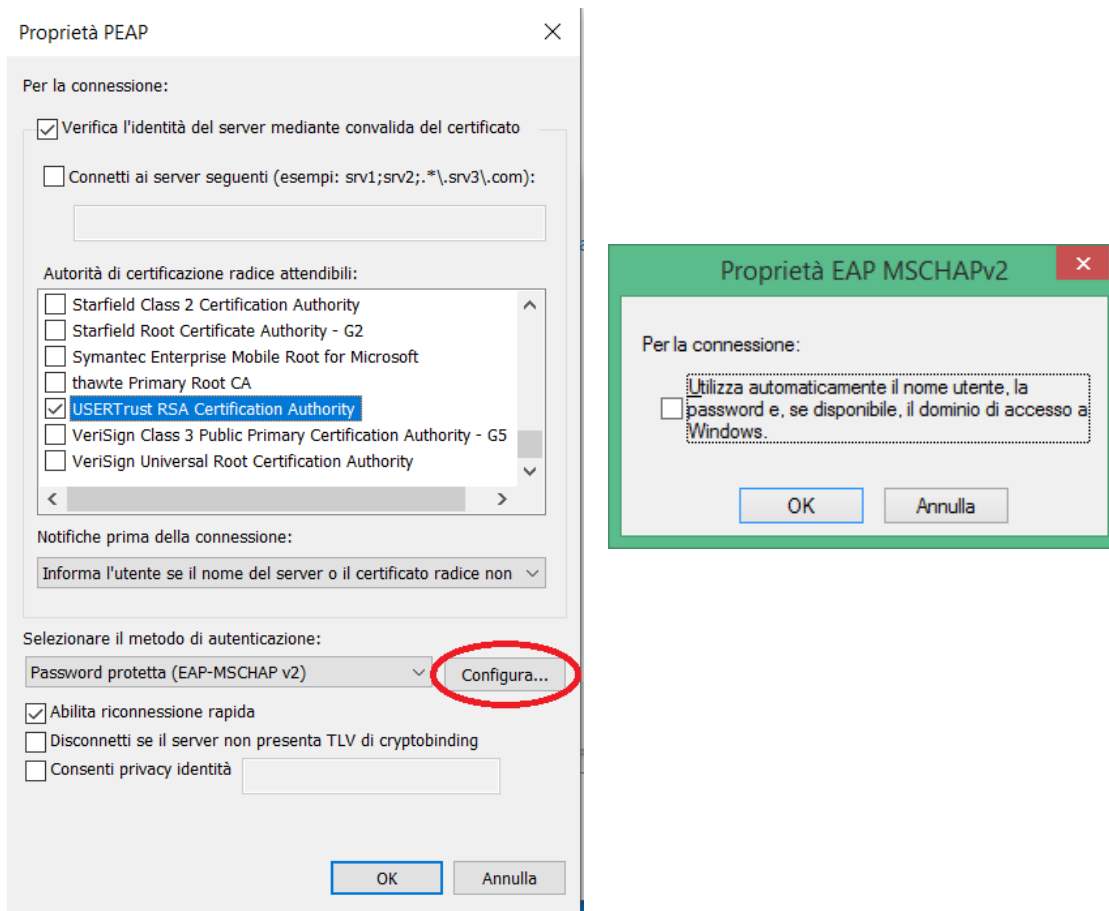 Proprietà PEAP
Per la connessione:
Verifica l'identità del server mediante convalida del certificato
Connetti ai server seguenti (esempi: srv1;srv2;.*\.srv3\.com):
Autorità di certificazione radice attendibili:
Starfield Class 2 Certification Authority
Starfield Root Certificate Authority - G2
Symantec Enterprise Mobile Root for Microsoft
thawte Primary Root CA
USERTrust RSA Certification Authority
VeriSign Class 3 Public Primary Certification Authority - G5
VeriSign Universal Root Certification Authority
Notifiche prima della connessione:
Informa l'utente se il nome del server o il certificato radice non
Selezionare il metodo di autenticazione:
Password protetta (EAP-MSCHAP v2)
Configura...
Abilita riconnessione rapida
Disconnetti se il server non presenta TLV di cryptobinding
Consenti privacy identità
OK
Annulla
Proprietà EAP MSCHAPv2
Per la connessione:
Utilizza automaticamente il nome utente, la
password e, se disponibile, il dominio di accesso a
Windows.
OK
Annulla